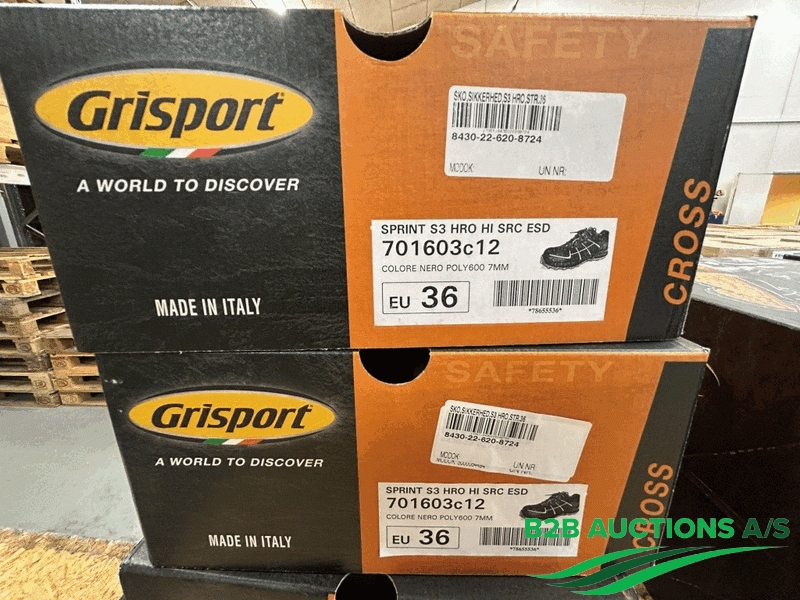 SAFETY
Grisport
A WORLD TO DISCOVER
MADE IN ITALY
SKO,SIKKERHED,S3 HRO,STR.36
8430-22-620-8724
MODOK:
UN NR:
SPRINT S3 HRO HI SRC ESD
701603c12
COLORE NERO POLY600 7MM
EU 36
*78655536*
CROSS
SAFETY
Grisport
A WORLD TO DISCOVER
MADE IN ITALY
SKO,SIKKERHED,S3 HRO,STR.36
8430-22-620-8724
MODOK:
UN NR:
SPRINT S3 HRO HI SRC ESD
701603c12
COLORE NERO POLY600 7MM
EU 36
CROSS
B2B AUCTIONS A/S